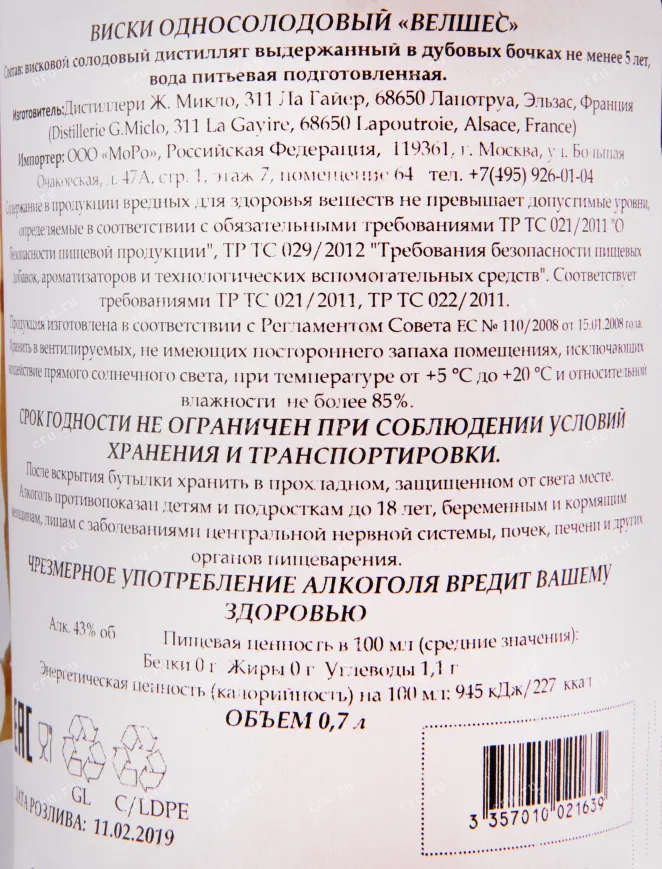 ВИСКИ ОДНОСОЛОДОВЫЙ «ВЕЛШЕС»
Состав: висковой солодовый дистиллят выдержанный в дубовых бочках не менее 5 лет,
вода питьевая подготовленная.
Изготовитель:Дистиллери Ж. Микло, 311 Ла Гайер, 68650 Лапотруа, Эльзас, Франция
(Distillerie G.Miclo, 311 La Gayire, 68650 Lapoutroie, Alsace, France)
Импортер: ООО «МоРо», Российская Федерация, 119361, г. Москва, ул. Большая
Очаковская, д. 47А, стр. 1, этаж 7, помещение 64 тел. +7(495) 926-01-04
Содержание в продукции вредных для здоровья веществ не превышает допустимые уровни,
определяемые в соответствии с обязательными требованиями ТР ТС 021/2011 "О
безопасности пищевой продукции", ТР ТС 029/2012 "Требования безопасности пищевых
добавок, ароматизаторов и технологических вспомогательных средств". Соответствует
требованиями ТР ТС 021/2011, ТР ТС 022/2011.
Продукция изготовлена в соответствии с Регламентом Совета ЕС № 110/2008 от 15.01.2008 года.
Хранить в вентилируемых, не имеющих постороннего запаха помещениях, исключающих
воздействие прямого солнечного света, при температуре от +5 °С до +20 °С и относительной
влажности не более 85%.
СРОК ГОДНОСТИ НЕ ОГРАНИЧЕН ПРИ СОБЛЮДЕНИИ УСЛОВИЙ
ХРАНЕНИЯ И ТРАНСПОРТИРОВКИ.
После вскрытия бутылки хранить в прохладном, защищенном от света месте.
Алкоголь противопоказан детям и подросткам до 18 лет, беременным и кормящим
женщинам, лицам с заболеваниями центральной нервной системы, почек, печени и других
органов пищеварения.
ЧРЕЗМЕРНОЕ УПОТРЕБЛЕНИЕ АЛКОГОЛЯ ВРЕДИТ ВАШЕМУ
ЗДОРОВЬЮ
Алк. 43% об
Пищевая ценность в 100 мл (средние значения):
Белки 0 г Жиры 0 г Углеводы 1,1 г
Энергетическая ценность (калорийность) на 100 мл: 945 кДж/227 ккал
ОБЪЕМ 0,7 л
EAC
GL C/LDPE
ДАТА РОЗЛИВА: 11.02.2019
3 357010 021639
cru.ru